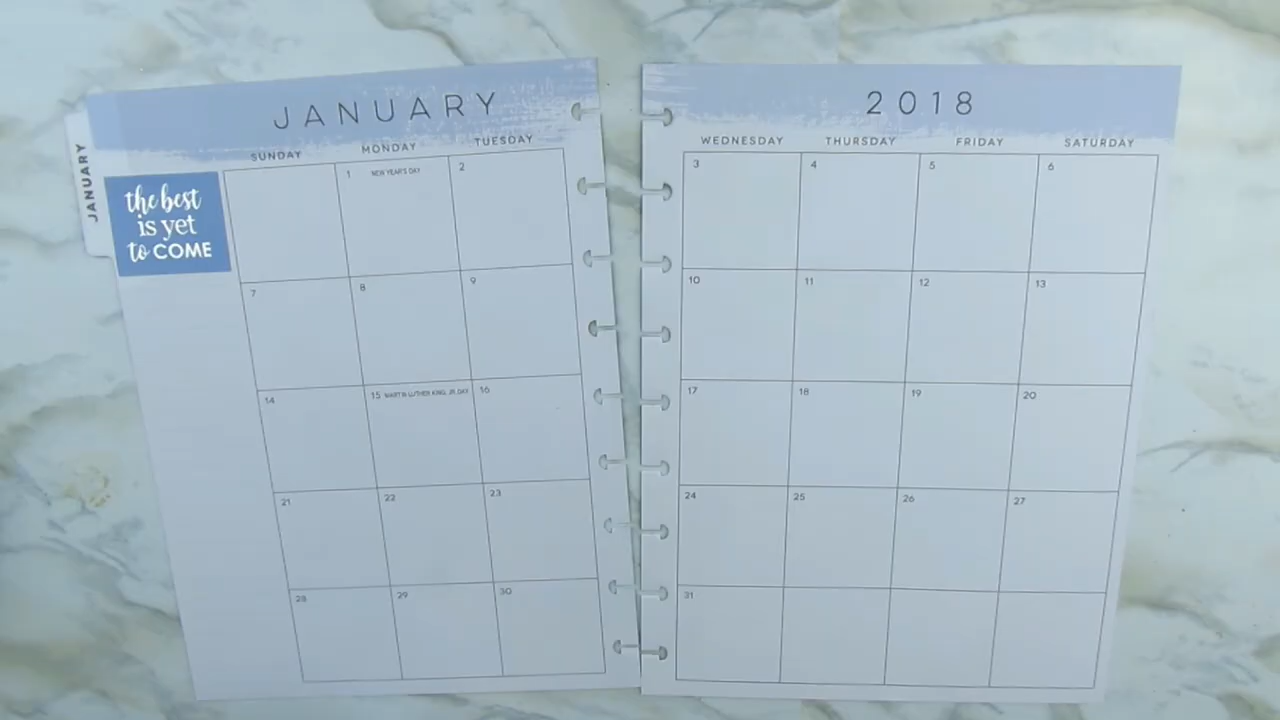 JANUARY
SUNDAY MONDAY TUESDAY
JANUARY
the best
is yet
to COME
1 NEW YEAR'S DAY 2
7 8 9
14 15 MARTIN LUTHER KING, JR. DAY 16
21 22 23
28 29 30
2018
WEDNESDAY THURSDAY FRIDAY SATURDAY
3 4 5 6
10 11 12 13
17 18 19 20
24 25 26 27
31